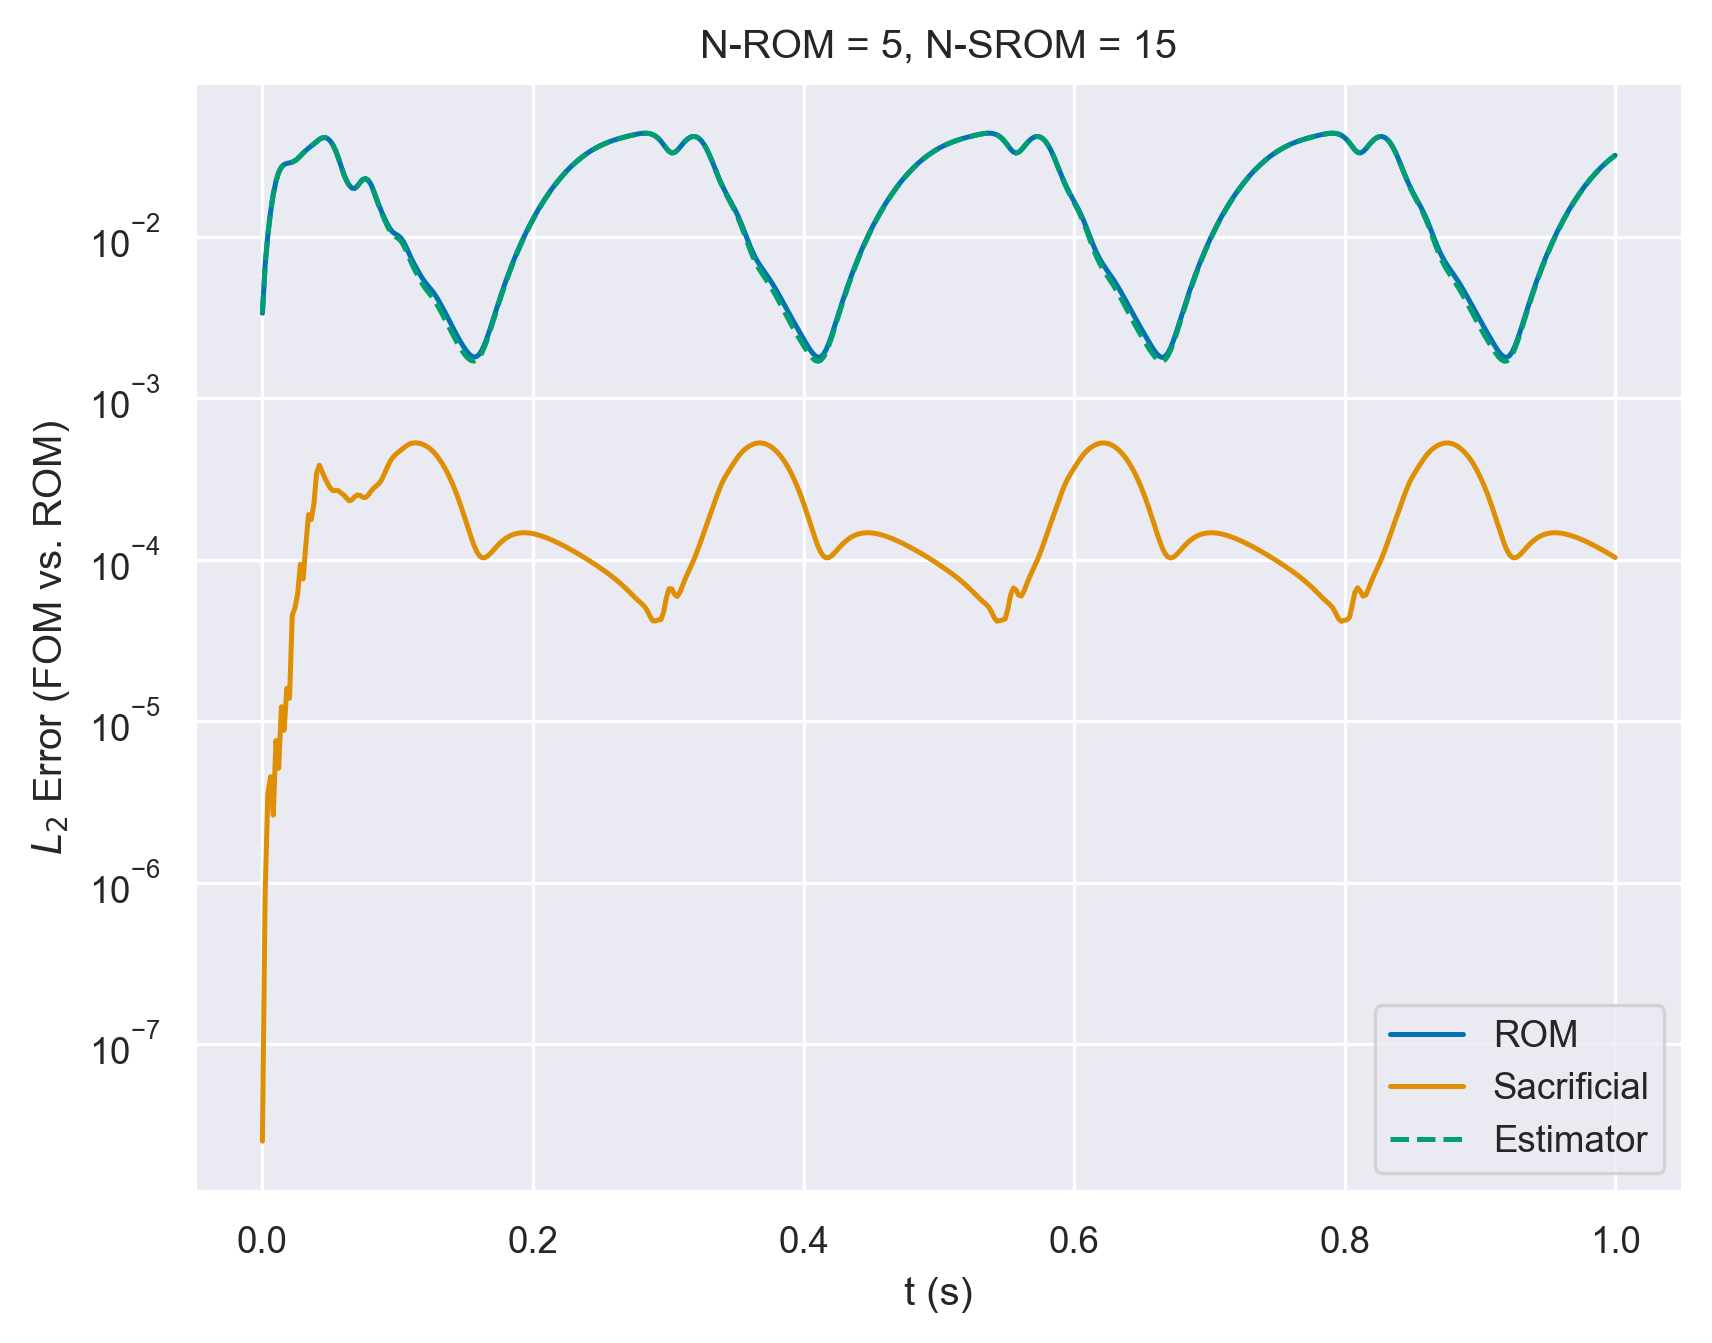 N-ROM = 5, N-SROM = 15
L₂ Error (FOM vs. ROM)
10⁻²
10⁻³
10⁻⁴
10⁻⁵
10⁻⁶
10⁻⁷
ROM
Sacrificial
Estimator
0.0 0.2 0.4 0.6 0.8 1.0
t (s)